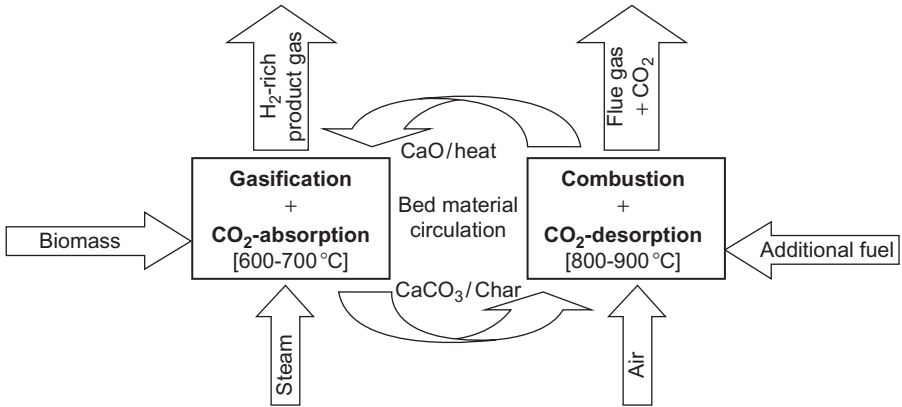 H₂-rich
product gas
Flue gas
+ CO₂
CaO/heat
Gasification
+
CO₂-absorption
[600-700 °C]
Bed material
circulation
Combustion
+
CO₂-desorption
[800-900 °C]
Biomass
Additional fuel
CaCO₃/Char
Steam
Air